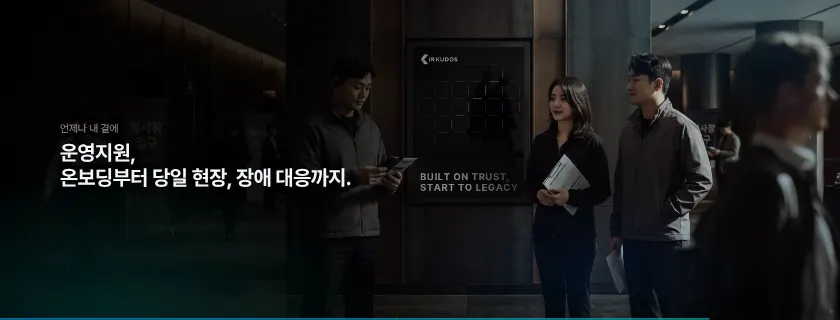 언제나 내 곁에
운영지원,
온보딩부터 당일 현장, 장애 대응까지.
IR KUDOS
BUILT ON TRUST,
START TO LEGACY